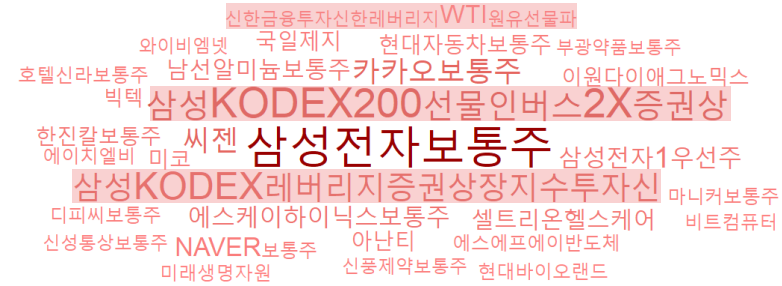 신한금융투자신한레버리지WTI원유선물파
와이비엠넷 국일제지 현대자동차보통주 부광약품보통주
호텔신라보통주 남선알미늄보통주 카카오보통주 이원다이애그노믹스
빅텍 삼성KODEX200선물인버스2X증권상
한진칼보통주 씨젠 삼성전자보통주 삼성전자1우선주
에이치엘비 미코
삼성KODEX레버리지증권상장지수투자신 마니커보통주
디피씨보통주 에스케이하이닉스보통주 셀트리온헬스케어 비트컴퓨터
신성통상보통주 NAVER보통주 아난티 에스에프에이반도체
미래생명자원 신풍제약보통주 현대바이오랜드